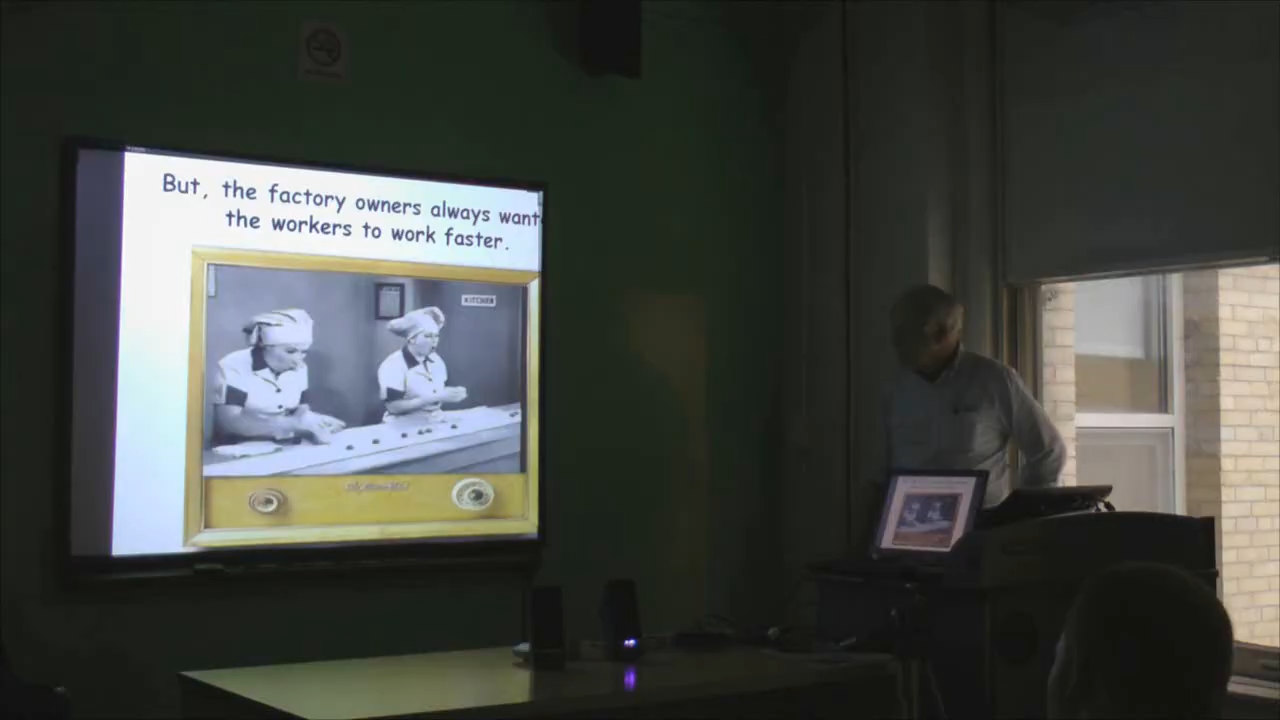 But, the factory owners always want
the workers to work faster.
KITCHEN